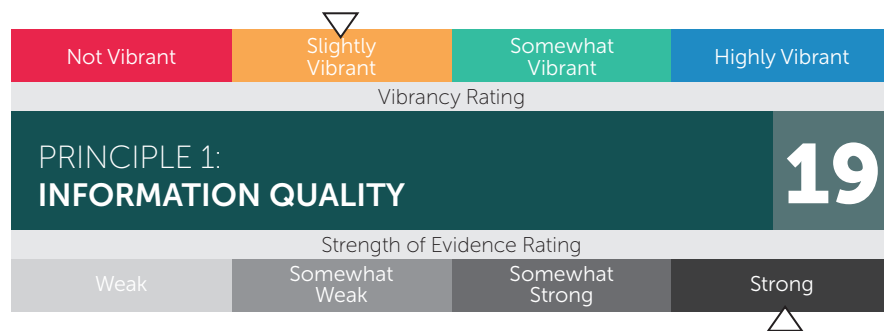 Not Vibrant
Slightly
Vibrant
Somewhat
Vibrant
Highly Vibrant
Vibrancy Rating
PRINCIPLE 1:
INFORMATION QUALITY
19
Strength of Evidence Rating
Weak
Somewhat
Weak
Somewhat
Strong
Strong